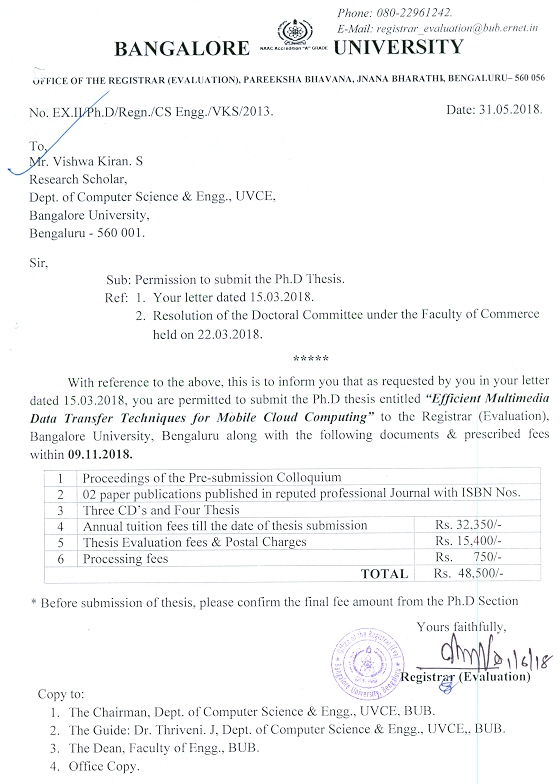 Phone: 080-22961242.
E-Mail: registrar_evaluation@bub.ernet.in
BANGALORE UNIVERSITY
NAAC Accreditation "A" GRADE
OFFICE OF THE REGISTRAR (EVALUATION), PAREEKSHA BHAVANA, JNANA BHARATHI, BENGALURU– 560 056
No. EX.II/Ph.D/Regn./CS Engg./VKS/2013. Date: 31.05.2018.
To,
Mr. Vishwa Kiran. S
Research Scholar,
Dept. of Computer Science & Engg., UVCE,
Bangalore University,
Bengaluru - 560 001.
Sir,
Sub: Permission to submit the Ph.D Thesis.
Ref: 1. Your letter dated 15.03.2018.
2. Resolution of the Doctoral Committee under the Faculty of Commerce
held on 22.03.2018.
*****
With reference to the above, this is to inform you that as requested by you in your letter
dated 15.03.2018, you are permitted to submit the Ph.D thesis entitled “Efficient Multimedia
Data Transfer Techniques for Mobile Cloud Computing” to the Registrar (Evaluation),
Bangalore University, Bengaluru along with the following documents & prescribed fees
within 09.11.2018.
1 Proceedings of the Pre-submission Colloquium
2 02 paper publications published in reputed professional Journal with ISBN Nos.
3 Three CD’s and Four Thesis
4 Annual tuition fees till the date of thesis submission Rs. 32,350/-
5 Thesis Evaluation fees & Postal Charges Rs. 15,400/-
6 Processing fees Rs. 750/-
TOTAL Rs. 48,500/-
* Before submission of thesis, please confirm the final fee amount from the Ph.D Section
Yours faithfully,
Office of the Registrar (Eva)
Bangalore University, Bengaluru
1/6/18
Registrar (Evaluation)
Copy to:
1. The Chairman, Dept. of Computer Science & Engg., UVCE, BUB.
2. The Guide: Dr. Thriveni. J, Dept. of Computer Science & Engg., UVCE,, BUB.
3. The Dean, Faculty of Engg., BUB.
4. Office Copy.